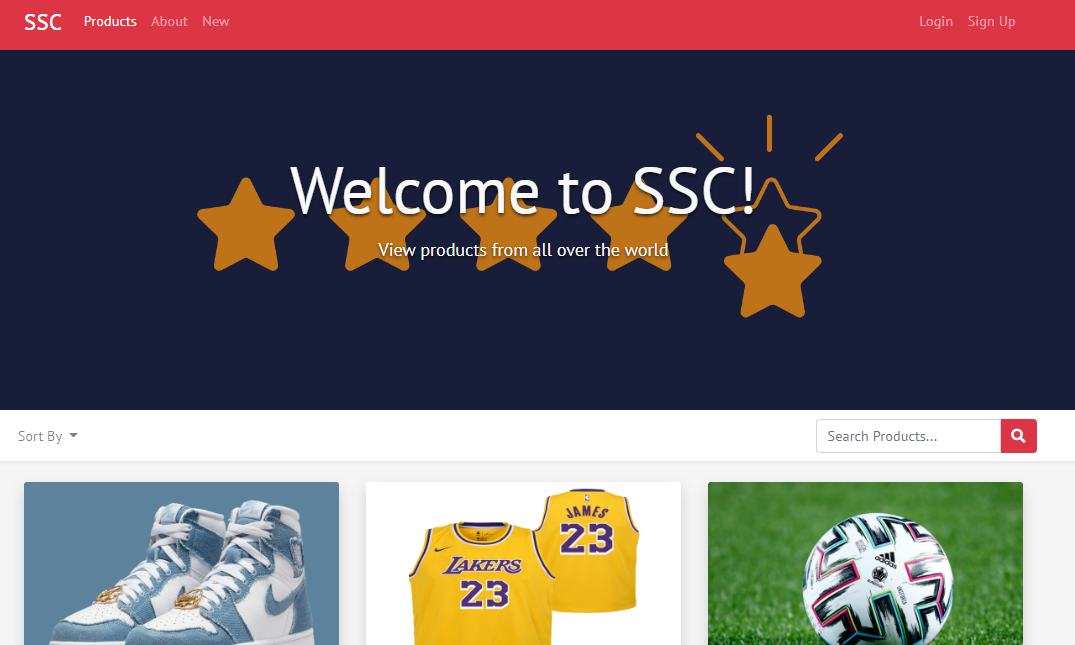 SSC Products About New Login Sign Up
Welcome to SSC!
View products from all over the world
Sort By
Search Products...
JAMES
23
LAKERS
23
adidas